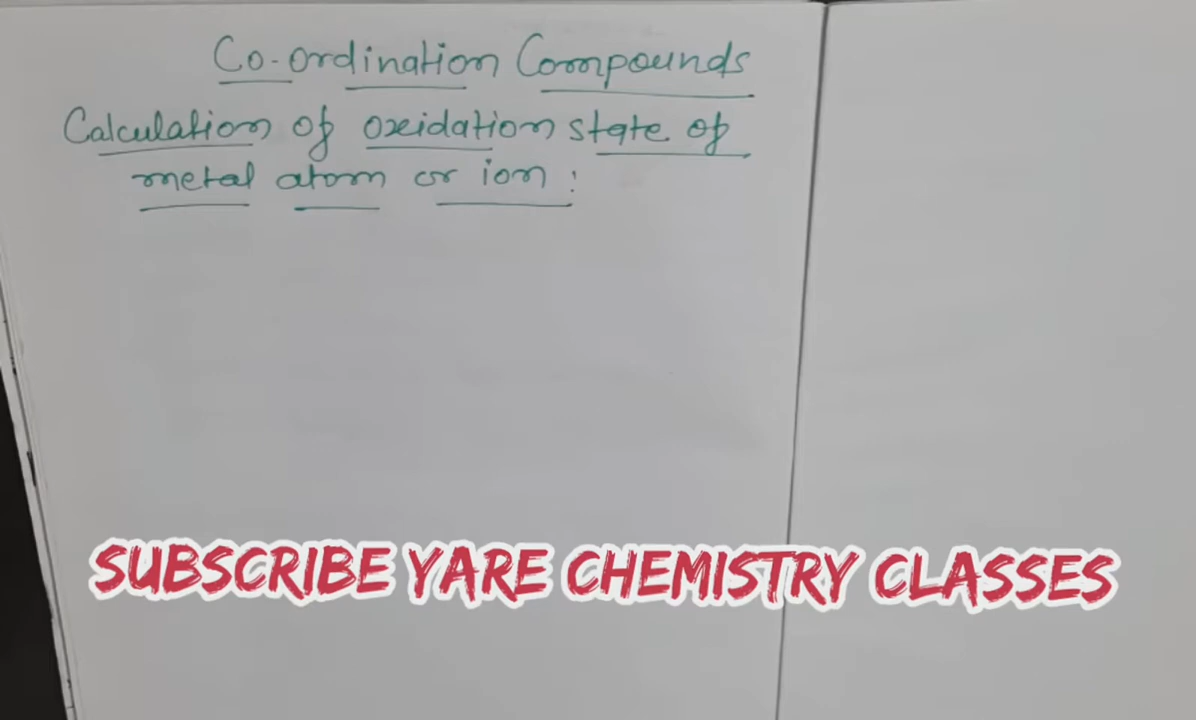 Co-ordination Compounds
Calculation of oxidation state of
metal atom or ion :
SUBSCRIBE YARE CHEMISTRY CLASSES